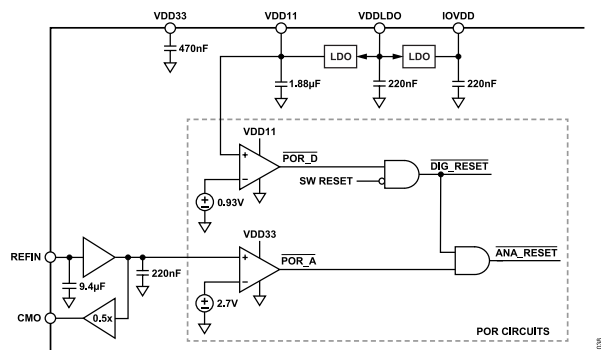 VDD33 VDD11 VDDLDO IOVDD
470nF
LDO LDO
1.88µF 220nF 220nF
VDD11
+
−
POR_D
SW RESET
DIG_RESET
0.93V
VDD33
REFIN
+
−
POR_A
ANA_RESET
9.4µF
220nF
CMO
0.5x
2.7V
POR CIRCUITS